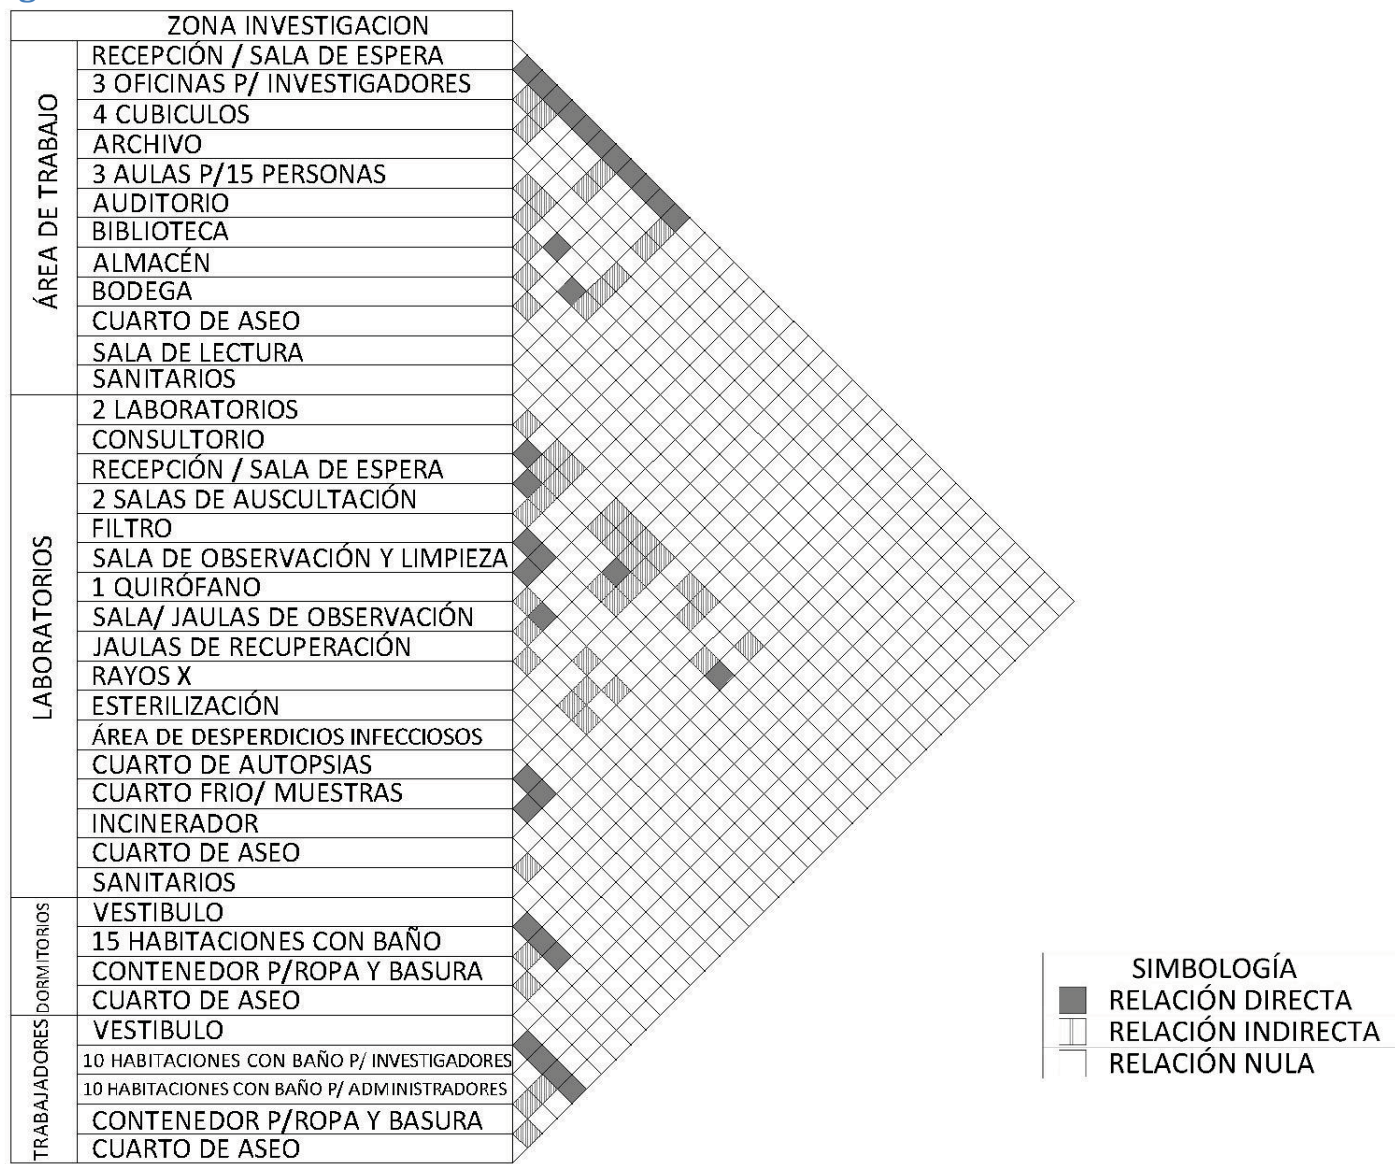 ZONA INVESTIGACION
ÁREA DE TRABAJO
RECEPCIÓN / SALA DE ESPERA
3 OFICINAS P/ INVESTIGADORES
4 CUBICULOS
ARCHIVO
3 AULAS P/15 PERSONAS
AUDITORIO
BIBLIOTECA
ALMACÉN
BODEGA
CUARTO DE ASEO
SALA DE LECTURA
SANITARIOS
LABORATORIOS
2 LABORATORIOS
CONSULTORIO
RECEPCIÓN / SALA DE ESPERA
2 SALAS DE AUSCULTACIÓN
FILTRO
SALA DE OBSERVACIÓN Y LIMPIEZA
1 QUIRÓFANO
SALA/ JAULAS DE OBSERVACIÓN
JAULAS DE RECUPERACIÓN
RAYOS X
ESTERILIZACIÓN
ÁREA DE DESPERDICIOS INFECCIOSOS
CUARTO DE AUTOPSIAS
CUARTO FRIO/ MUESTRAS
INCINERADOR
CUARTO DE ASEO
SANITARIOS
DORMITORIOS
VESTIBULO
15 HABITACIONES CON BAÑO
CONTENEDOR P/ROPA Y BASURA
CUARTO DE ASEO
TRABAJADORES
VESTIBULO
10 HABITACIONES CON BAÑO P/ INVESTIGADORES
10 HABITACIONES CON BAÑO P/ ADMINISTRADORES
CONTENEDOR P/ROPA Y BASURA
CUARTO DE ASEO
SIMBOLOGÍA
RELACIÓN DIRECTA
RELACIÓN INDIRECTA
RELACIÓN NULA